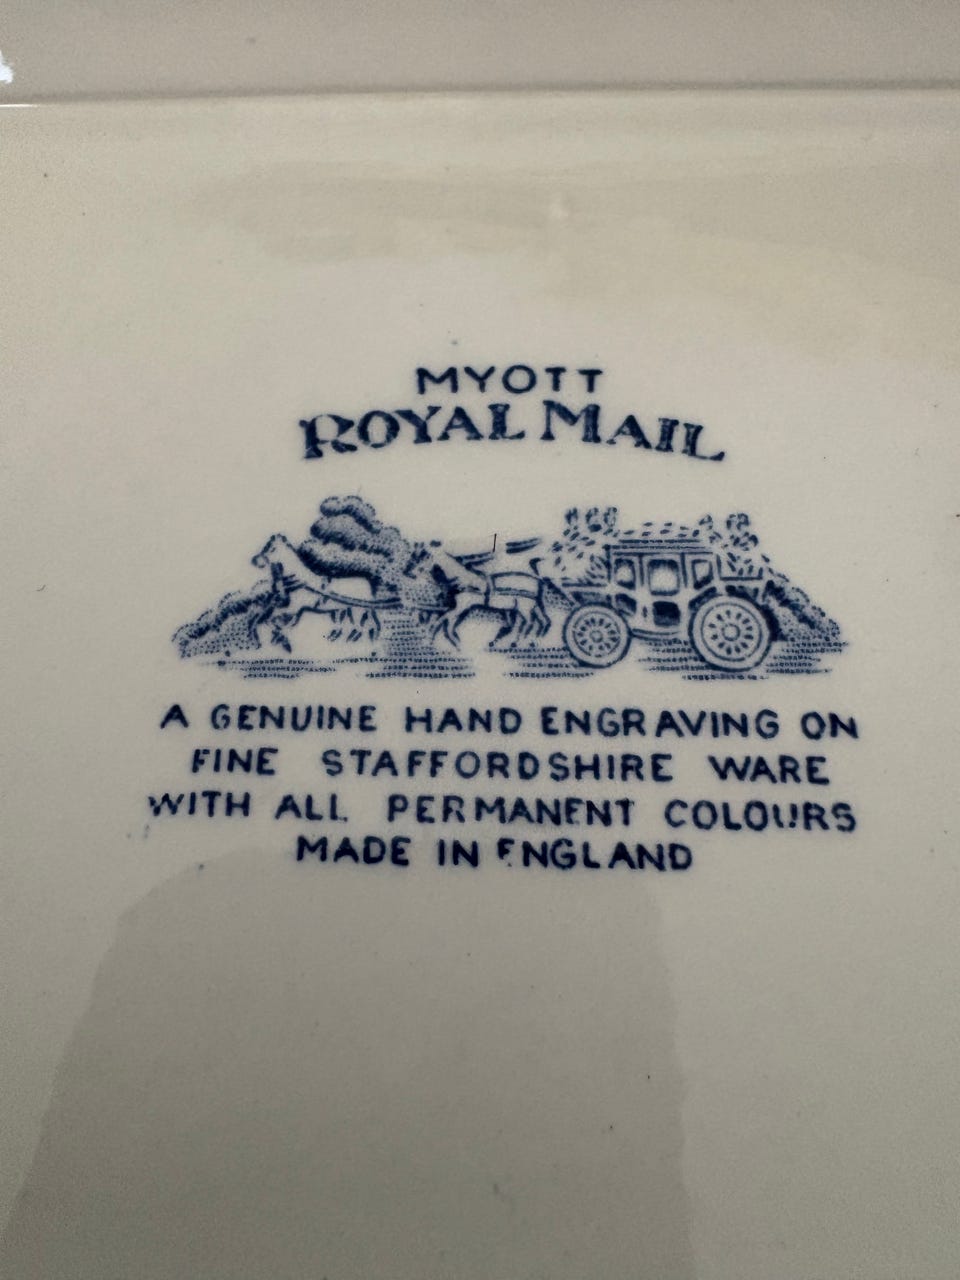 MYOTT
ROYAL MAIL
A GENUINE HAND ENGRAVING ON
FINE STAFFORDSHIRE WARE
WITH ALL PERMANENT COLOURS
MADE IN ENGLAND